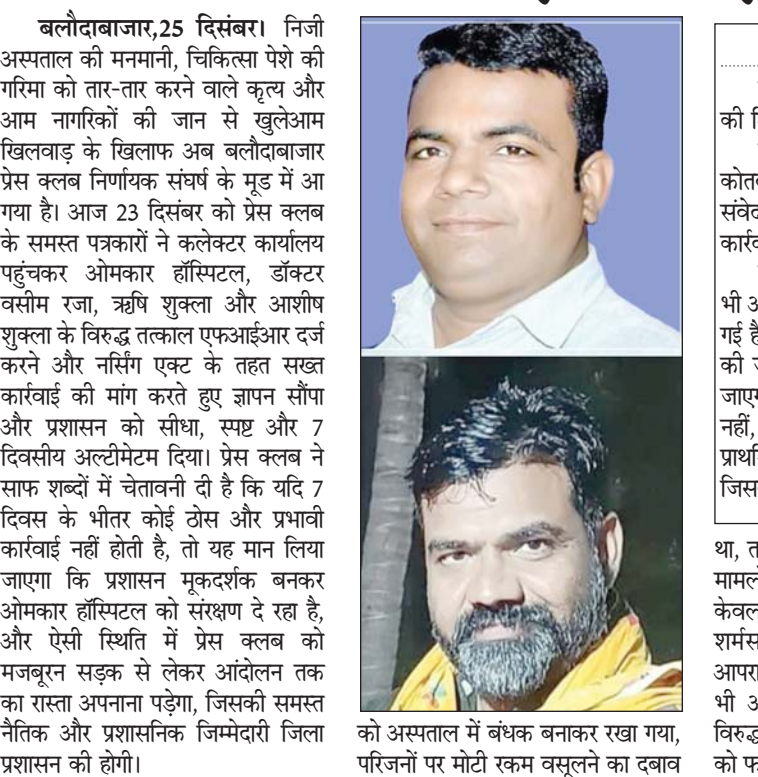 बलौदाबाजार,25 दिसंबर। निजी
अस्पताल की मनमानी, चिकित्सा पेशे की
गरिमा को तार-तार करने वाले कृत्य और
आम नागरिकों की जान से खुलेआम
खिलवाड़ के खिलाफ अब बलौदाबाजार
प्रेस क्लब निर्णायक संघर्ष के मूड में आ
गया है। आज 23 दिसंबर को प्रेस क्लब
के समस्त पत्रकारों ने कलेक्टर कार्यालय
पहुंचकर ओमकार हॉस्पिटल, डॉक्टर
वसीम रजा, ऋषि शुक्ला और आशीष
शुक्ला के विरुद्ध तत्काल एफआईआर दर्ज
करने और नर्सिंग एक्ट के तहत सख्त
कार्रवाई की मांग करते हुए ज्ञापन सौंपा
और प्रशासन को सीधा, स्पष्ट और 7
दिवसीय अल्टीमेटम दिया। प्रेस क्लब ने
साफ शब्दों में चेतावनी दी है कि यदि 7
दिवस के भीतर कोई ठोस और प्रभावी
कार्रवाई नहीं होती है, तो यह मान लिया
जाएगा कि प्रशासन मूकदर्शक बनकर
ओमकार हॉस्पिटल को संरक्षण दे रहा है,
और ऐसी स्थिति में प्रेस क्लब को
मजबूरन सड़क से लेकर आंदोलन तक
का रास्ता अपनाना पड़ेगा, जिसकी समस्त
नैतिक और प्रशासनिक जिम्मेदारी जिला
प्रशासन की होगी।
को अस्पताल में बंधक बनाकर रखा गया,
परिजनों पर मोटी रकम वसूलने का दबाव
की
भी
गई
की
नहीं,
था,
केवल
भी
को